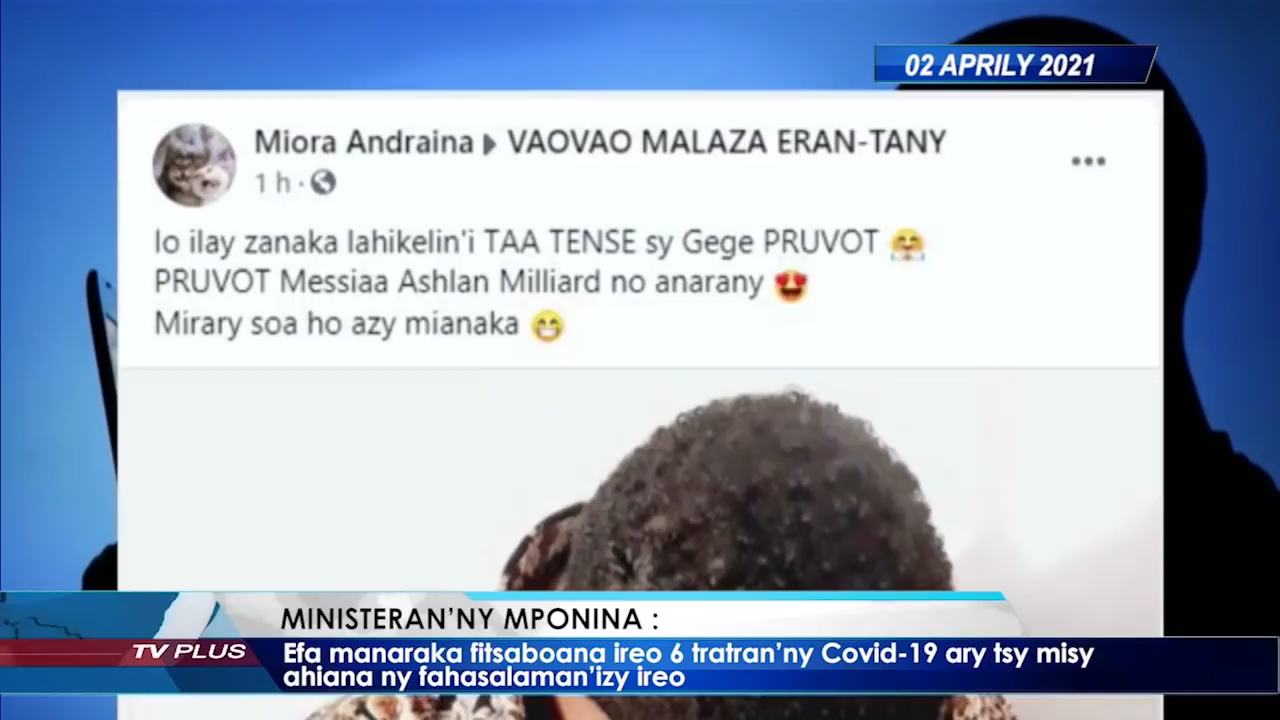 02 APRILY 2021
Miora Andraina ▶ VAOVAO MALAZA ERAN-TANY
1 h ·
Io ilay zanaka lahikelin'i TAA TENSE sy Gege PRUVOT 🤗
PRUVOT Messiaa Ashlan Milliard no anarany 😍
Mirary soa ho azy mianaka 😁
MINISTERAN'NY MPONINA :
TV PLUS
Efa manaraka fitsaboana ireo 6 tratran'ny Covid-19 ary tsy misy
ahiana ny fahasalaman'izy ireo